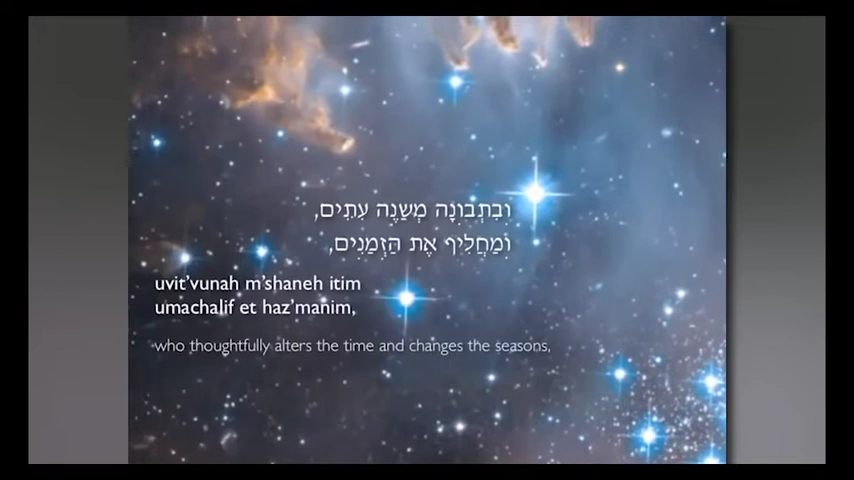 וּבִתְבוּנָה מְשַׁנֶּה עִתִּים,
וּמַחֲלִיף אֶת הַזְּמַנִּים,
uvit'vunah m'shaneh itim
umachalif et haz'manim,
who thoughtfully alters the time and changes the seasons,